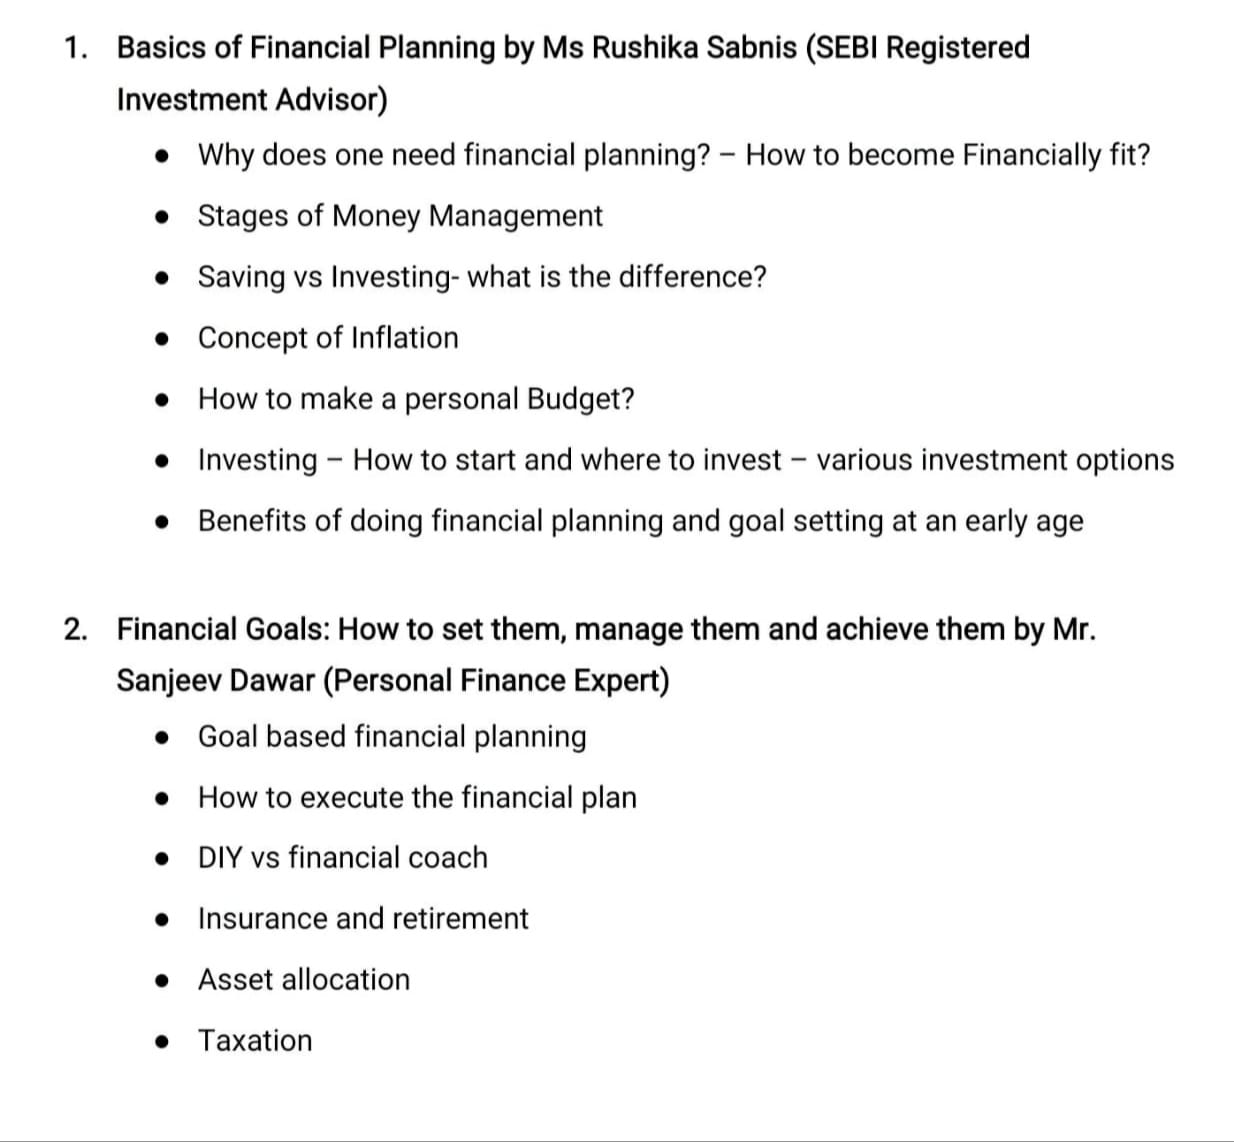 1. Basics of Financial Planning by Ms Rushika Sabnis (SEBI Registered
Investment Advisor)
● Why does one need financial planning? – How to become Financially fit?
● Stages of Money Management
● Saving vs Investing- what is the difference?
● Concept of Inflation
● How to make a personal Budget?
● Investing – How to start and where to invest – various investment options
● Benefits of doing financial planning and goal setting at an early age
2. Financial Goals: How to set them, manage them and achieve them by Mr.
Sanjeev Dawar (Personal Finance Expert)
● Goal based financial planning
● How to execute the financial plan
● DIY vs financial coach
● Insurance and retirement
● Asset allocation
● Taxation